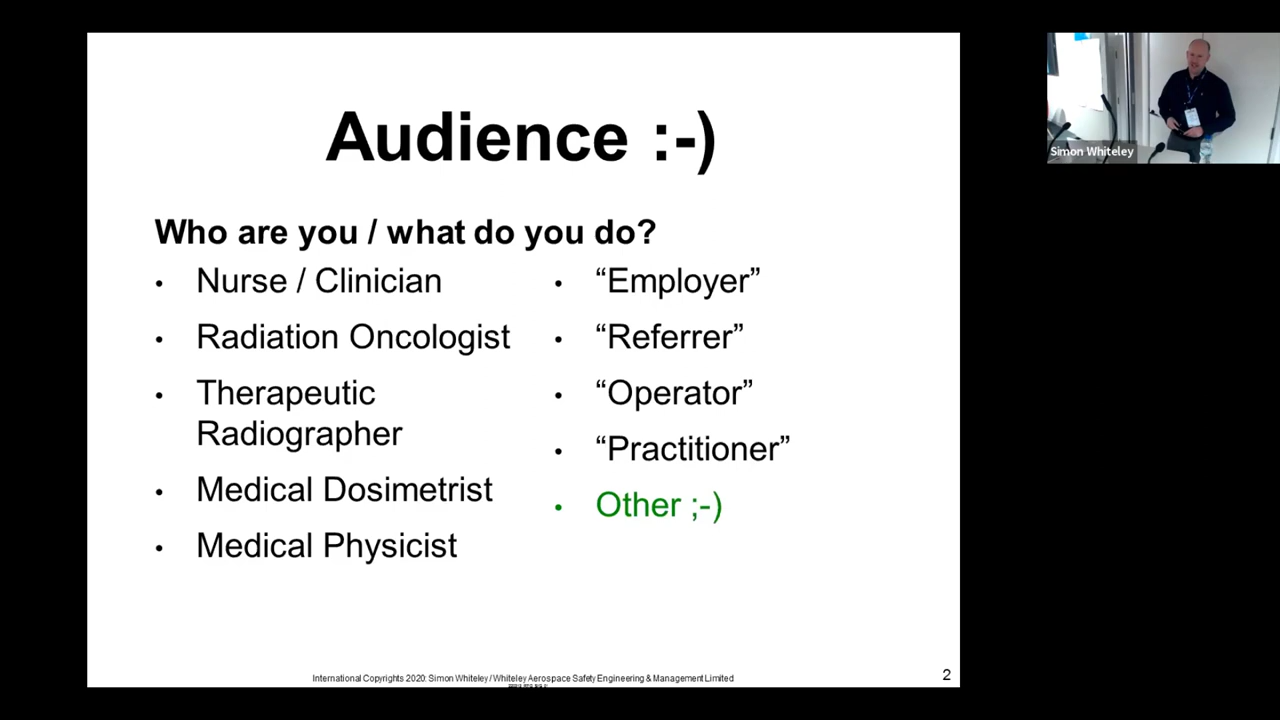 Audience :-)
Who are you / what do you do?
• Nurse / Clinician
• Radiation Oncologist
• Therapeutic
Radiographer
• Medical Dosimetrist
• Medical Physicist
• “Employer”
• “Referrer”
• “Operator”
• “Practitioner”
• Other ;-)
International Copyrights 2020: Simon Whiteley / Whiteley Aerospace Safety Engineering & Management Limited
2
Simon Whiteley